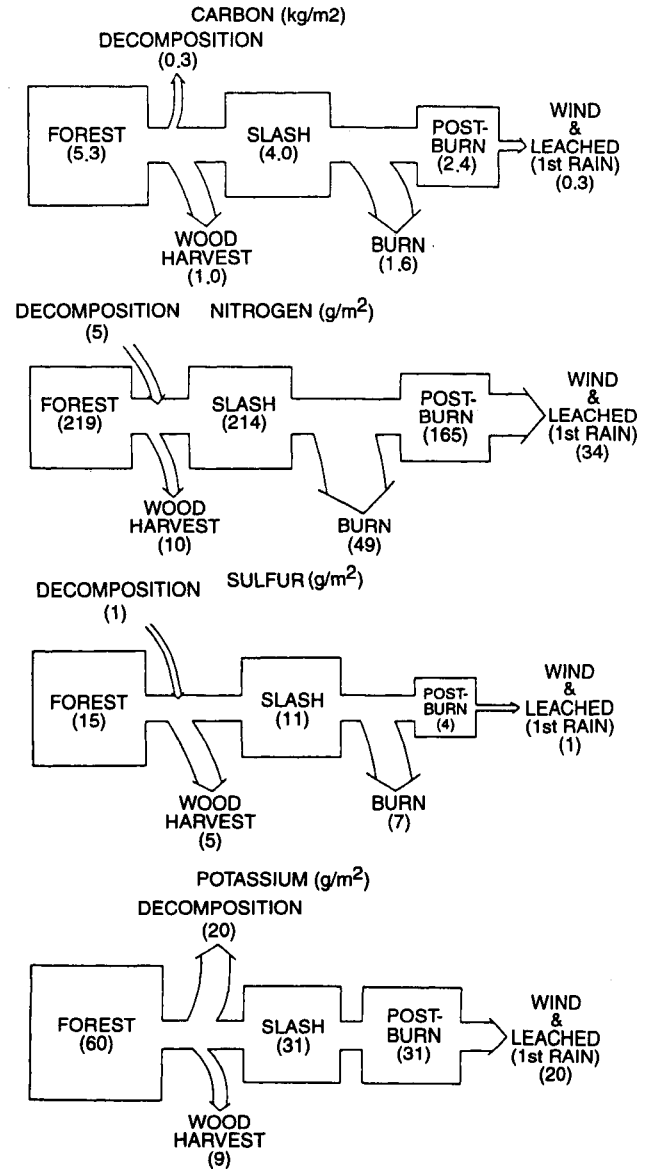 CARBON (kg/m2)
DECOMPOSITION
(0.3)
FOREST
(5.3)
SLASH
(4.0)
POST-
BURN
(2.4)
WIND
&
LEACHED
(1st RAIN)
(0.3)
WOOD
HARVEST
(1.0)
BURN
(1.6)
DECOMPOSITION
(5)
NITROGEN (g/m2)
FOREST
(219)
SLASH
(214)
POST-
BURN
(165)
WIND
&
LEACHED
(1st RAIN)
(34)
WOOD
HARVEST
(10)
BURN
(49)
DECOMPOSITION
(1)
SULFUR (g/m2)
FOREST
(15)
SLASH
(11)
POST-
BURN
(4)
WIND
&
LEACHED
(1st RAIN)
(1)
WOOD
HARVEST
(5)
BURN
(7)
POTASSIUM (g/m2)
DECOMPOSITION
(20)
FOREST
(60)
SLASH
(31)
POST-
BURN
(31)
WIND
&
LEACHED
(1st RAIN)
(20)
WOOD
HARVEST
(9)